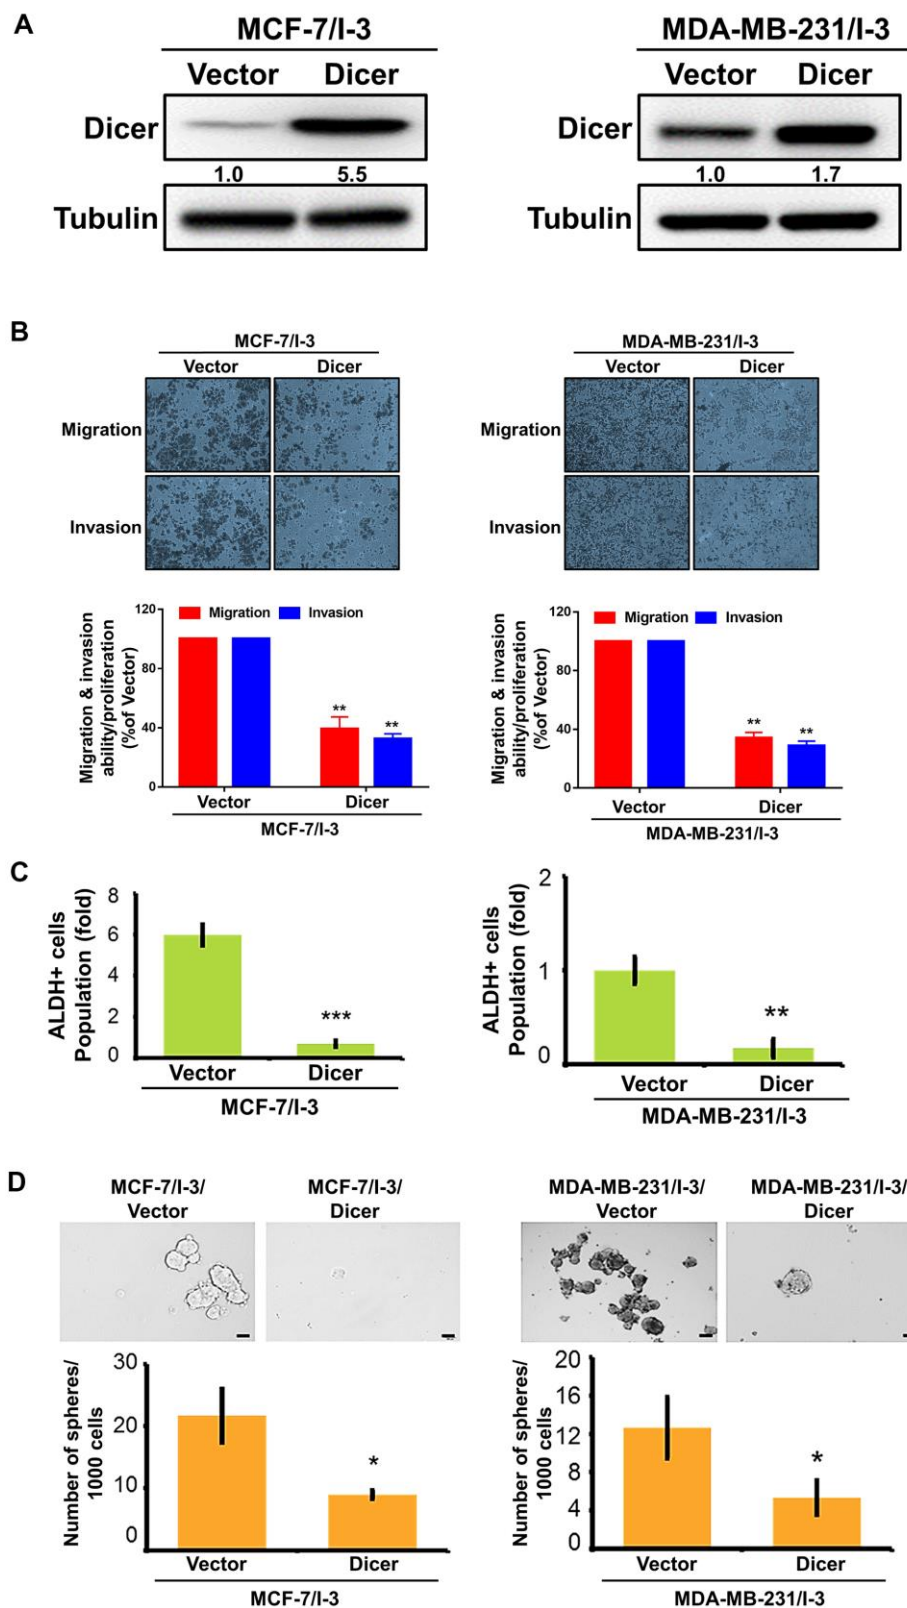 A
MCF-7/I-3
MDA-MB-231/I-3
Vector Dicer
Vector Dicer
Dicer
Dicer
1.0 5.5
1.0 1.7
Tubulin
Tubulin
B
MCF-7/I-3
MDA-MB-231/I-3
Vector Dicer
Vector Dicer
Migration
Migration
Invasion
Invasion
Migration & invasion
ability/proliferation
(%of Vector)
120
80
40
0
Migration Invasion
** **
Vector Dicer
MCF-7/I-3
Migration & invasion
ability/proliferation
(%of Vector)
120
80
40
0
Migration Invasion
** **
Vector Dicer
MDA-MB-231/I-3
C
ALDH+ cells
Population (fold)
8
6
4
2
0
***
Vector Dicer
MCF-7/I-3
ALDH+ cells
Population (fold)
2
1
0
**
Vector Dicer
MDA-MB-231/I-3
D
MCF-7/I-3/
Vector
MCF-7/I-3/
Dicer
MDA-MB-231/I-3/
Vector
MDA-MB-231/I-3/
Dicer
Number of spheres/
1000 cells
30
20
10
0
*
Vector Dicer
MCF-7/I-3
Number of spheres/
1000 cells
20
16
12
8
4
0
*
Vector Dicer
MDA-MB-231/I-3